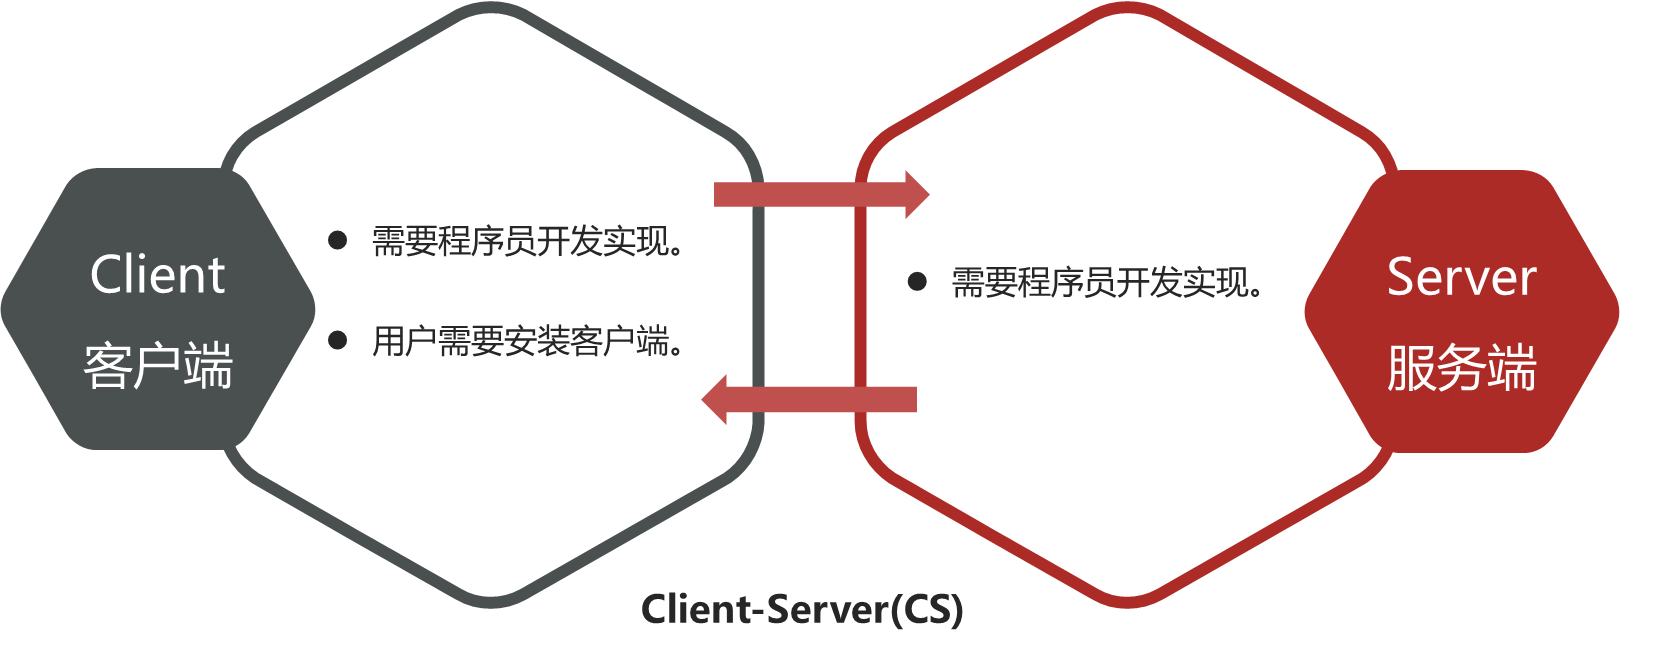 Client
客户端
● 需要程序员开发实现。
● 用户需要安装客户端。
● 需要程序员开发实现。
Server
服务端
Client-Server(CS)